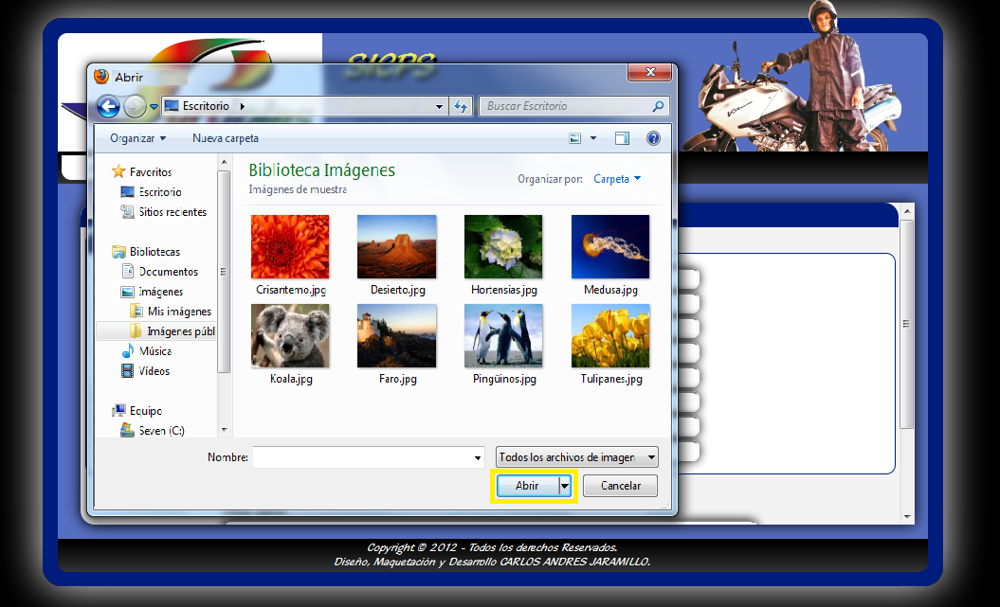 SICPS
Abrir
Escritorio
Buscar Escritorio
Organizar
Nueva carpeta
Favoritos
Escritorio
Sitios recientes
Bibliotecas
Documentos
Imágenes
Mis imágenes
Imágenes públ
Música
Vídeos
Equipo
Seven (C:)
Biblioteca Imágenes
Imágenes de muestra
Organizar por: Carpeta
Crisantemo.jpg
Desierto.jpg
Hortensias.jpg
Medusa.jpg
Koala.jpg
Faro.jpg
Pingüinos.jpg
Tulipanes.jpg
Nombre:
Todos los archivos de imagen
Abrir
Cancelar
Copyright © 2012 - Todos los derechos Reservados.
Diseño, Maquetación y Desarrollo CARLOS ANDRES JARAMILLO.